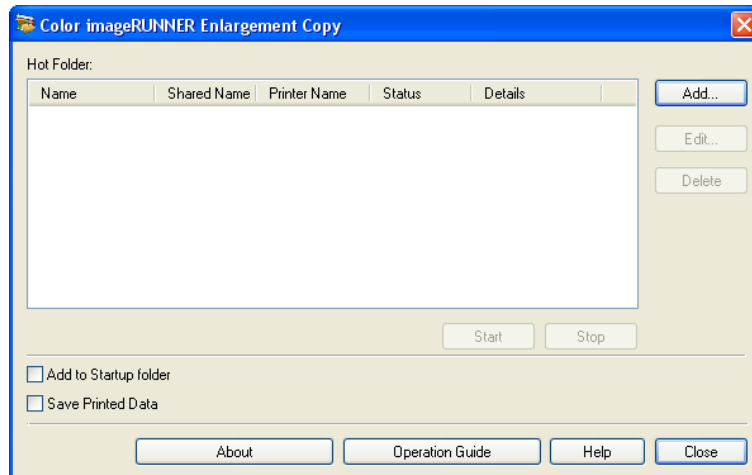 Color imageRUNNER Enlargement Copy
Hot Folder:
Name Shared Name Printer Name Status Details
Add...
Edit...
Delete
Start Stop
Add to Startup folder
Save Printed Data
About Operation Guide Help Close